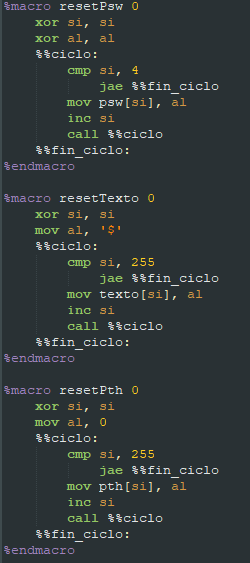 %macro resetPsw 0
xor si, si
xor al, al
%%ciclo:
cmp si, 4
jae %%fin_ciclo
mov psw[si], al
inc si
call %%ciclo
%%fin_ciclo:
%endmacro
%macro resetTexto 0
xor si, si
mov al, '$'
%%ciclo:
cmp si, 255
jae %%fin_ciclo
mov texto[si], al
inc si
call %%ciclo
%%fin_ciclo:
%endmacro
%macro resetPth 0
xor si, si
mov al, 0
%%ciclo:
cmp si, 255
jae %%fin_ciclo
mov pth[si], al
inc si
call %%ciclo
%%fin_ciclo:
%endmacro